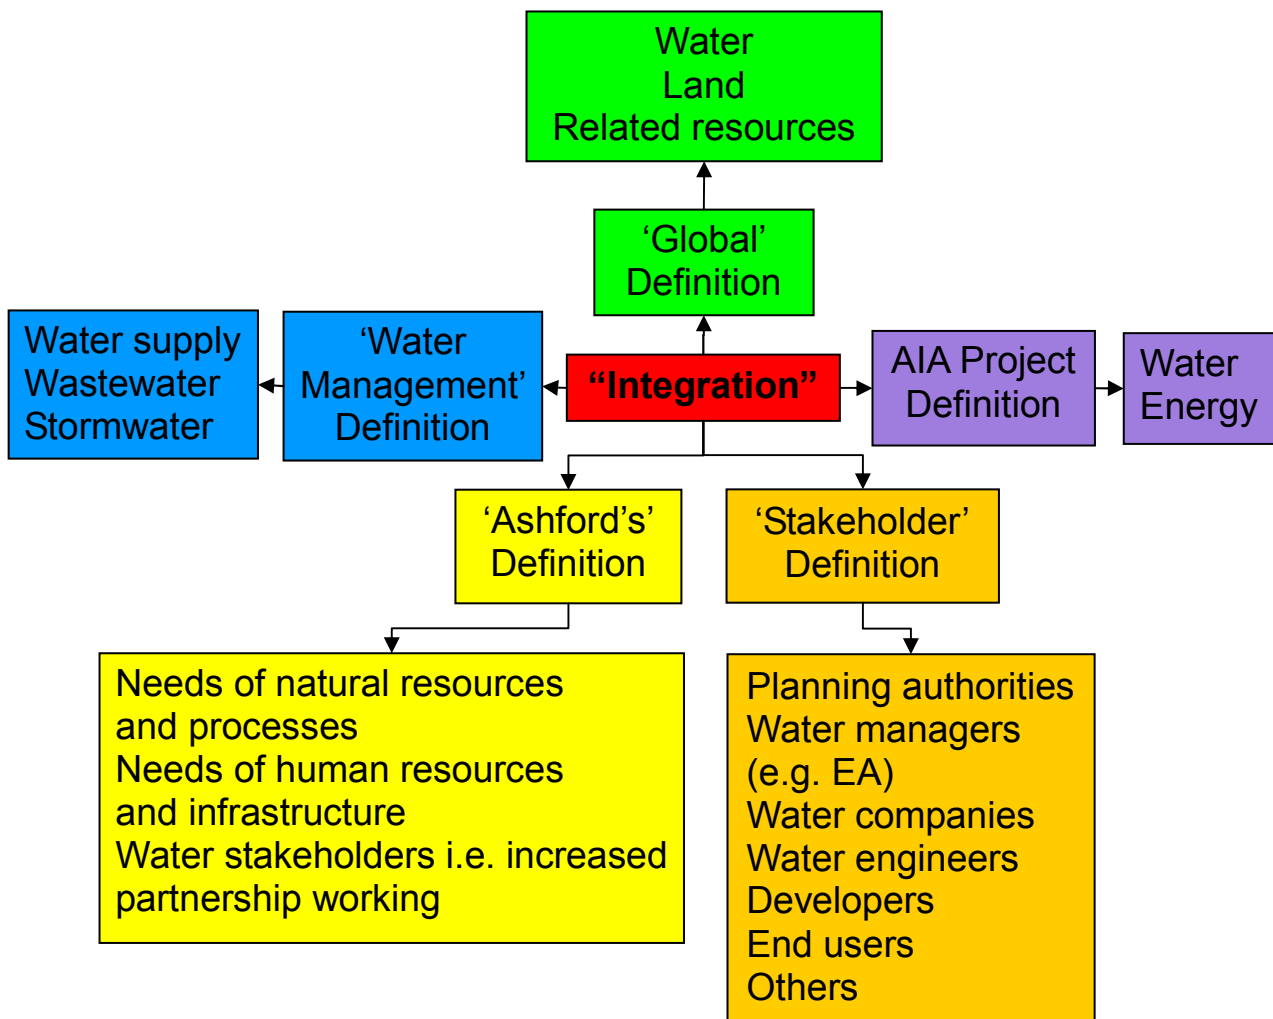 Water
Land
Related resources
‘Global’
Definition
Water supply
Wastewater
Stormwater
‘Water
Management’
Definition
“Integration”
AIA Project
Definition
Water
Energy
‘Ashford’s’
Definition
‘Stakeholder’
Definition
Needs of natural resources
and processes
Needs of human resources
and infrastructure
Water stakeholders i.e. increased
partnership working
Planning authorities
Water managers
(e.g. EA)
Water companies
Water engineers
Developers
End users
Others